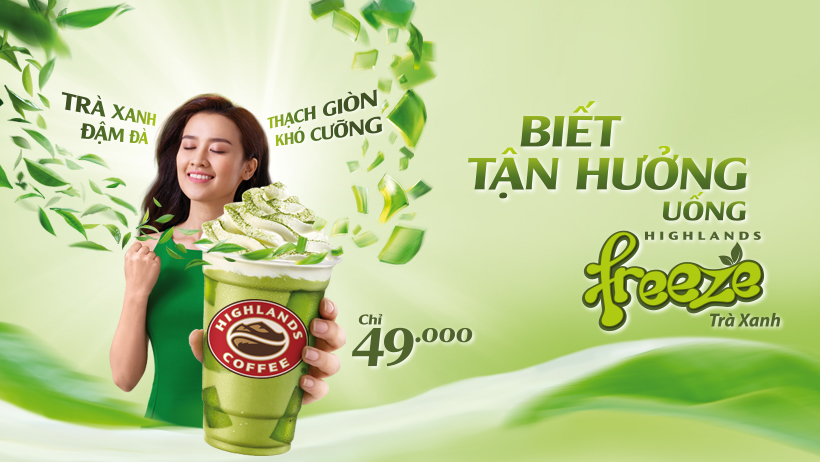 TRÀ XANH
ĐẬM ĐÀ
THẠCH GIÒN
KHÓ CƯỠNG
BIẾT
TẬN HƯỞNG
UỐNG
HIGHLANDS
freeze
Trà Xanh
HIGHLANDS
COFFEE
Chỉ
49.000